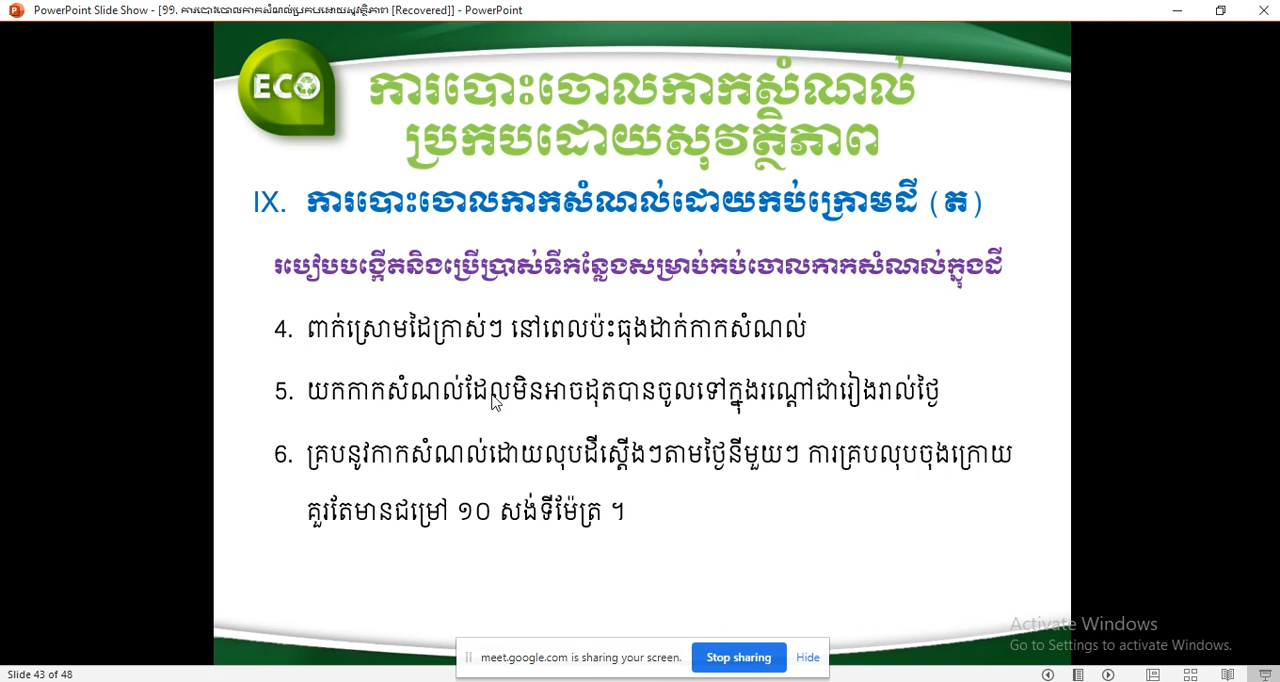 PowerPoint Slide Show - [99. ការបោះចោលកាកសំណល់ប្រកបដោយសុវត្ថិភាព [Recovered]] - PowerPoint
ECO
ការបោះចោលកាកសំណល់
ប្រកបដោយសុវត្ថិភាព
IX. ការបោះចោលកាកសំណល់ដោយកប់ក្រោមដី (ត)
របៀបបង្កើតនិងប្រើប្រាស់ទីកន្លែងសម្រាប់កប់ចោលកាកសំណល់ក្នុងដី
4. ពាក់ស្រោមដៃក្រាស់ៗ នៅពេលប៉ះធុងដាក់កាកសំណល់
5. យកកាកសំណល់ដែលមិនអាចដុតបានចូលទៅក្នុងរណ្តៅជារៀងរាល់ថ្ងៃ
6. គ្របនូវកាកសំណល់ដោយលុបដីស្តើងៗតាមថ្ងៃនីមួយៗ ការគ្របលុបចុងក្រោយ
គួរតែមានជម្រៅ ១០ សង់ទីម៉ែត្រ ។
Activate Windows
Go to Settings to activate Windows.
meet.google.com is sharing your screen. Stop sharing Hide
Slide 43 of 48